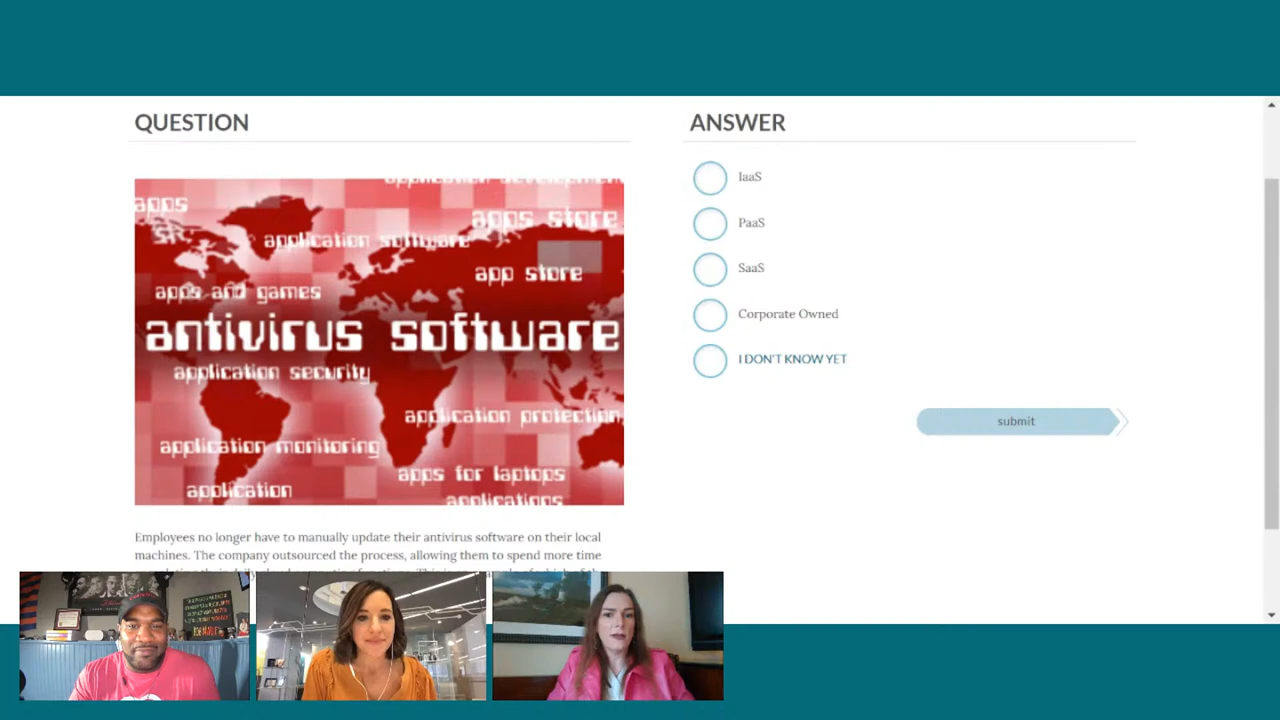 QUESTION
application development
apps
apps store
application software
app store
apps and games
antivirus software
application security
application protection
application monitoring
apps for laptops
application
applications
Employees no longer have to manually update their antivirus software on their local
machines. The company outsourced the process, allowing them to spend more time
ANSWER
IaaS
PaaS
SaaS
Corporate Owned
I DON'T KNOW YET
submit